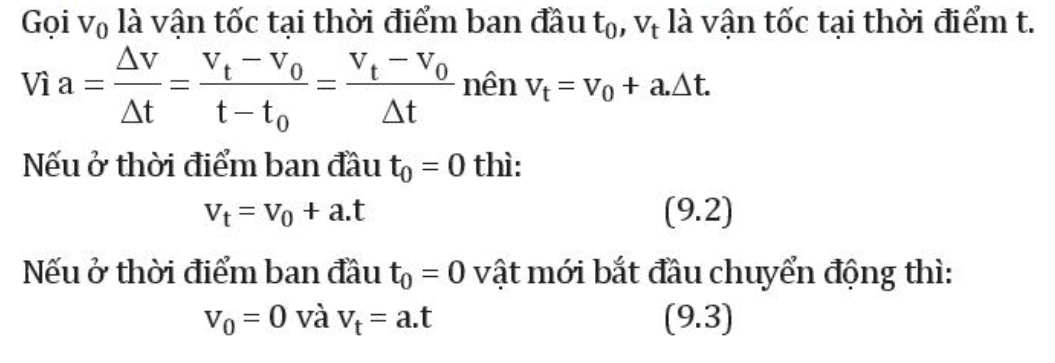 Gọi v₀ là vận tốc tại thời điểm ban đầu t₀, vₜ là vận tốc tại thời điểm t.
Vì a = Δv/Δt = (vₜ – v₀)/(t – t₀) = (vₜ – v₀)/Δt nên vₜ = v₀ + a.Δt.
Nếu ở thời điểm ban đầu t₀ = 0 thì:
vₜ = v₀ + a.t (9.2)
Nếu ở thời điểm ban đầu t₀ = 0 vật mới bắt đầu chuyển động thì:
v₀ = 0 và vₜ = a.t (9.3)